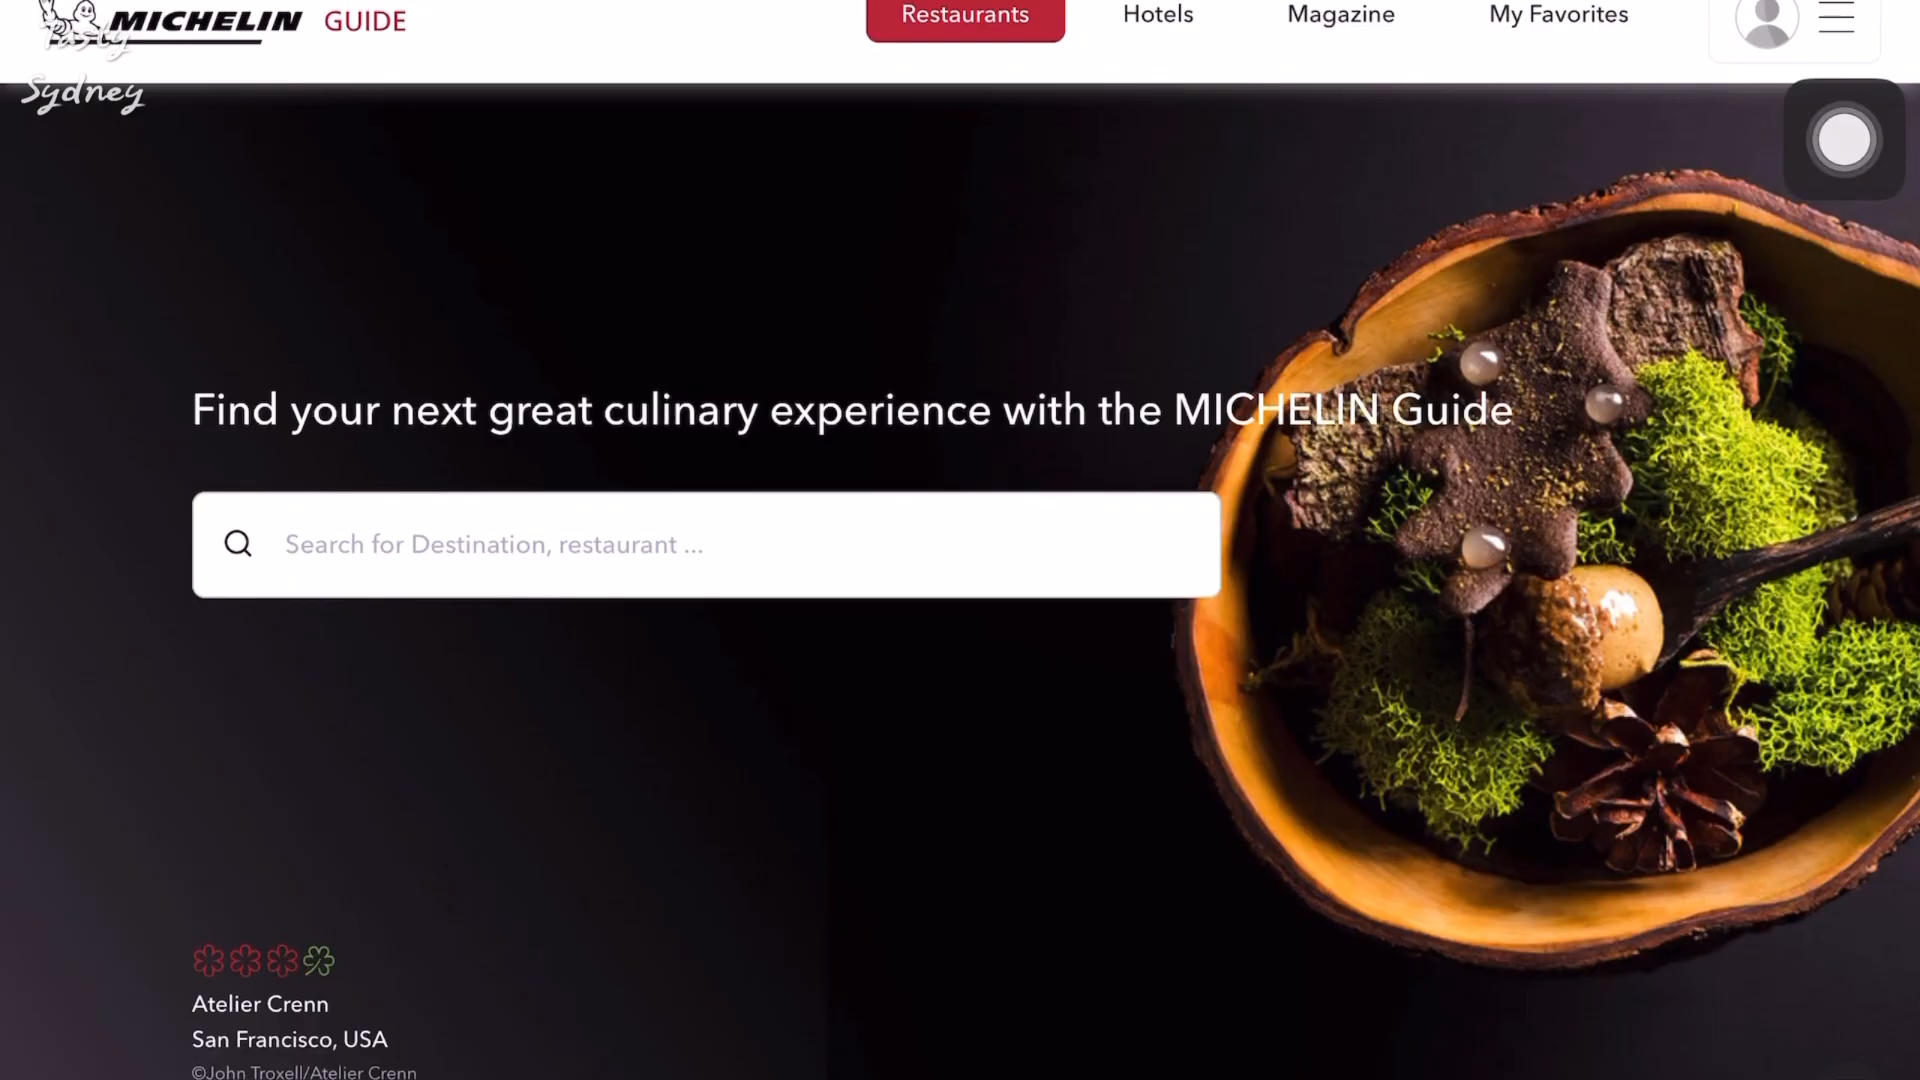 MICHELIN GUIDE
Restaurants
Hotels
Magazine
My Favorites
Tasty
Sydney
Find your next great culinary experience with the MICHELIN Guide
Search for Destination, restaurant ...
Atelier Crenn
San Francisco, USA
©John Troxell/Atelier Crenn